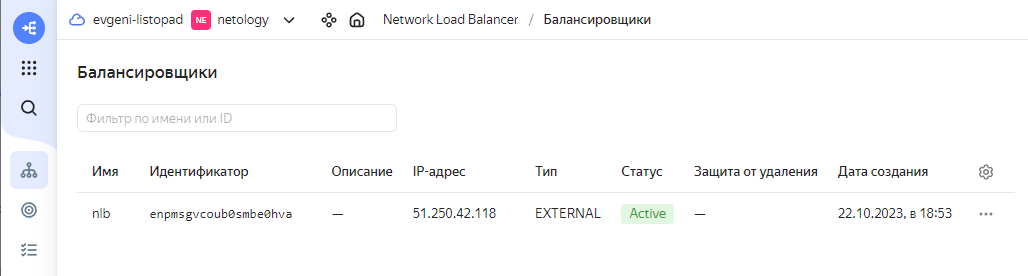 evgeni-listopad NE netology Network Load Balancer / Балансировщики
Балансировщики
Фильтр по имени или ID
Имя Идентификатор Описание IP-адрес Тип Статус Защита от удаления Дата создания
nlb enpmsgvcoub0smbe0hva — 51.250.42.118 EXTERNAL Active — 22.10.2023, в 18:53